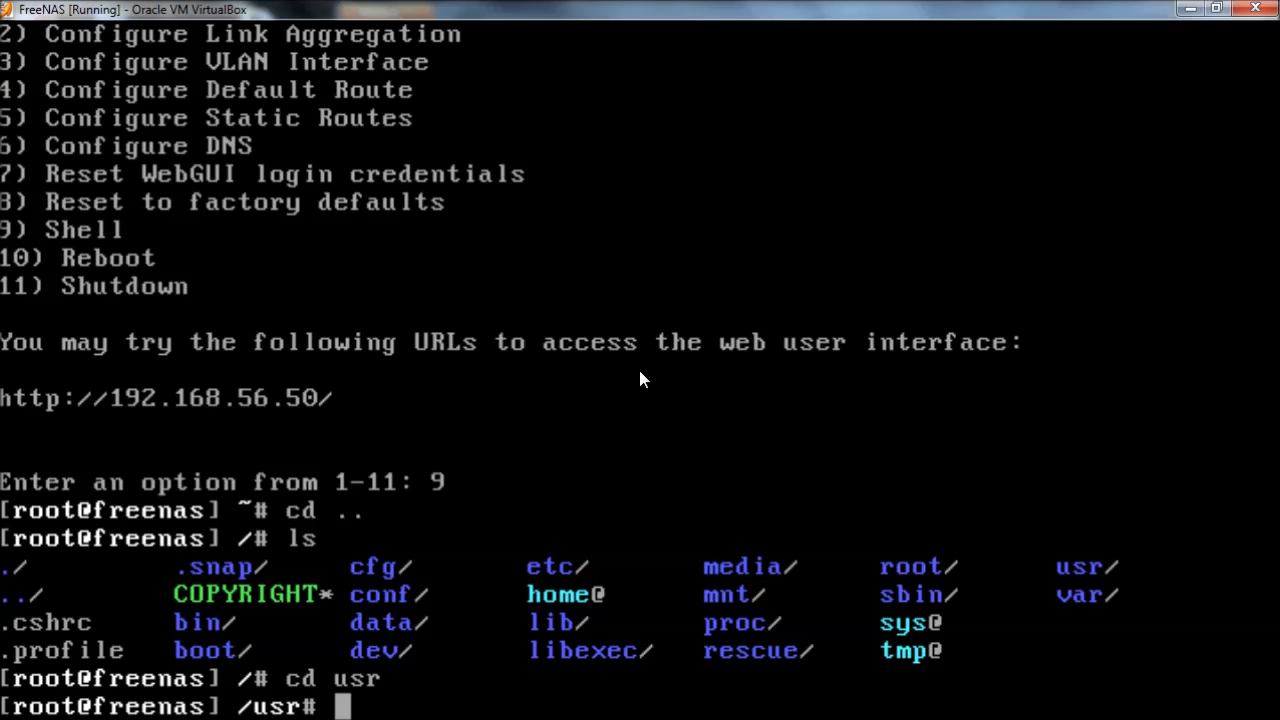 FreeNAS [Running] - Oracle VM VirtualBox
2) Configure Link Aggregation
3) Configure VLAN Interface
4) Configure Default Route
5) Configure Static Routes
6) Configure DNS
7) Reset WebGUI login credentials
8) Reset to factory defaults
9) Shell
10) Reboot
11) Shutdown
You may try the following URLs to access the web user interface:
http://192.168.56.50/
Enter an option from 1-11: 9
[root@freenas] ~# cd ..
[root@freenas] /# ls
./ .snap/ cfg/ etc/ media/ root/ usr/
../ COPYRIGHT* conf/ home@ mnt/ sbin/ var/
.cshrc bin/ data/ lib/ proc/ sys@
.profile boot/ dev/ libexec/ rescue/ tmp@
[root@freenas] /# cd usr
[root@freenas] /usr#